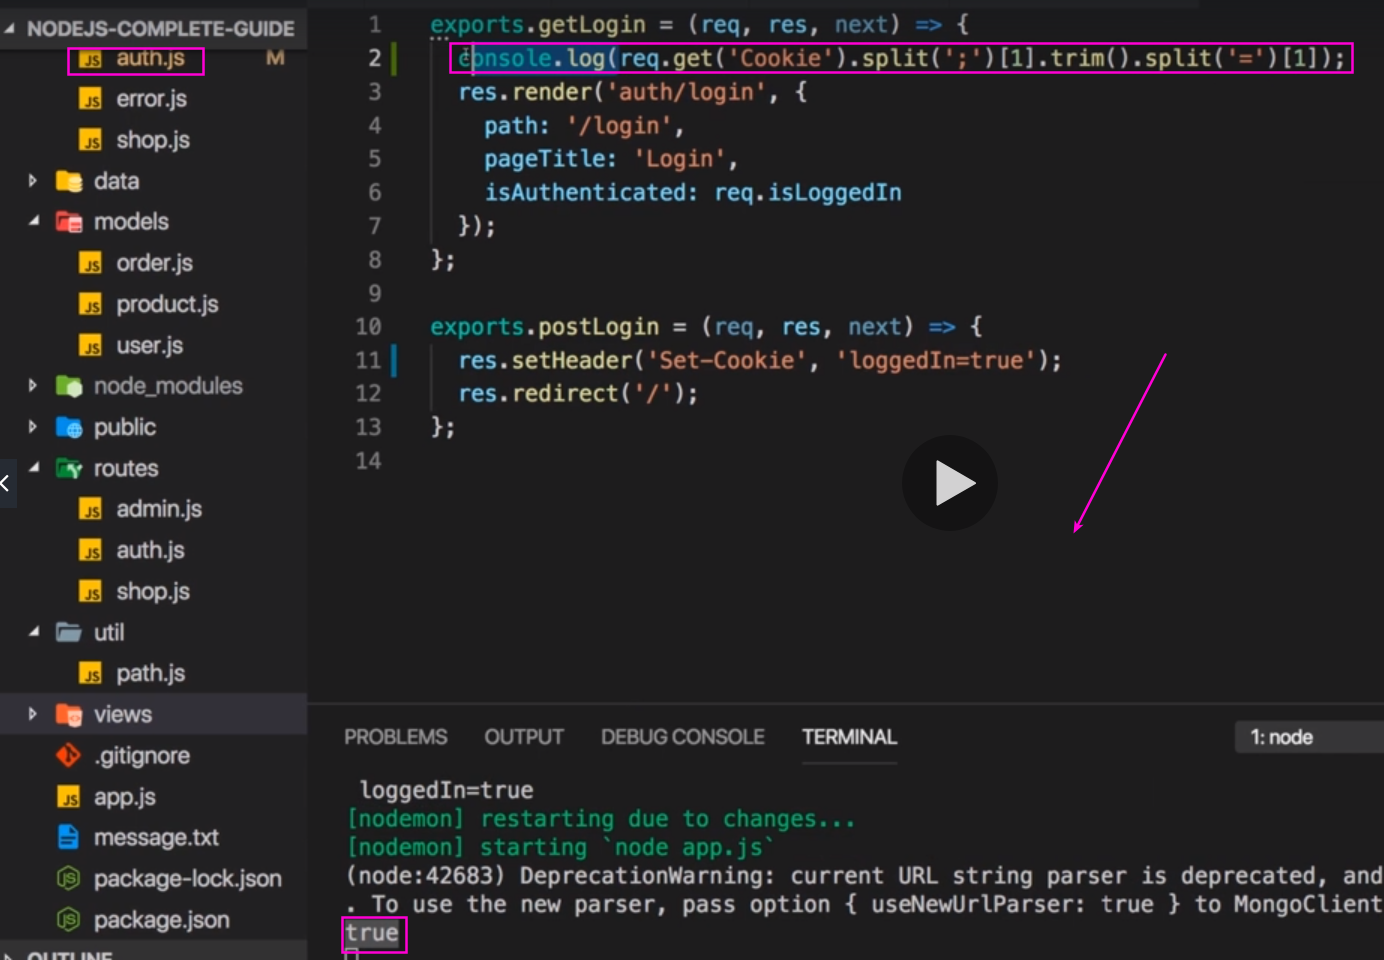 NODEJS-COMPLETE-GUIDE
auth.js M
error.js
shop.js
data
models
order.js
product.js
user.js
node_modules
public
routes
admin.js
auth.js
shop.js
util
path.js
views
.gitignore
app.js
message.txt
package-lock.json
package.json
OUTLINE
1 exports.getLogin = (req, res, next) => {
2 console.log(req.get('Cookie').split(';')[1].trim().split('=')[1]);
3 res.render('auth/login', {
4 path: '/login',
5 pageTitle: 'Login',
6 isAuthenticated: req.isLoggedIn
7 });
8 };
9
10 exports.postLogin = (req, res, next) => {
11 res.setHeader('Set-Cookie', 'loggedIn=true');
12 res.redirect('/');
13 };
14
PROBLEMS OUTPUT DEBUG CONSOLE TERMINAL 1: node
loggedIn=true
[nodemon] restarting due to changes...
[nodemon] starting `node app.js`
(node:42683) DeprecationWarning: current URL string parser is deprecated, and
. To use the new parser, pass option { useNewUrlParser: true } to MongoClient
true